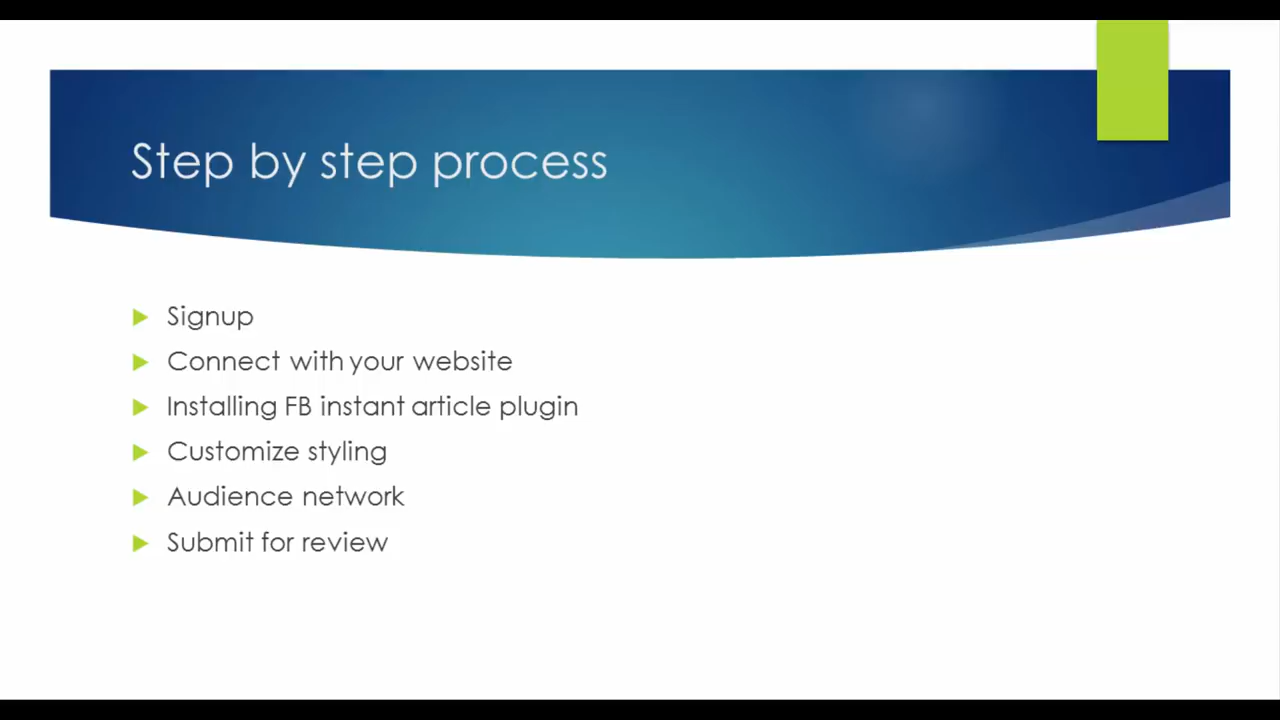 Step by step process
Signup
Connect with your website
Installing FB instant article plugin
Customize styling
Audience network
Submit for review